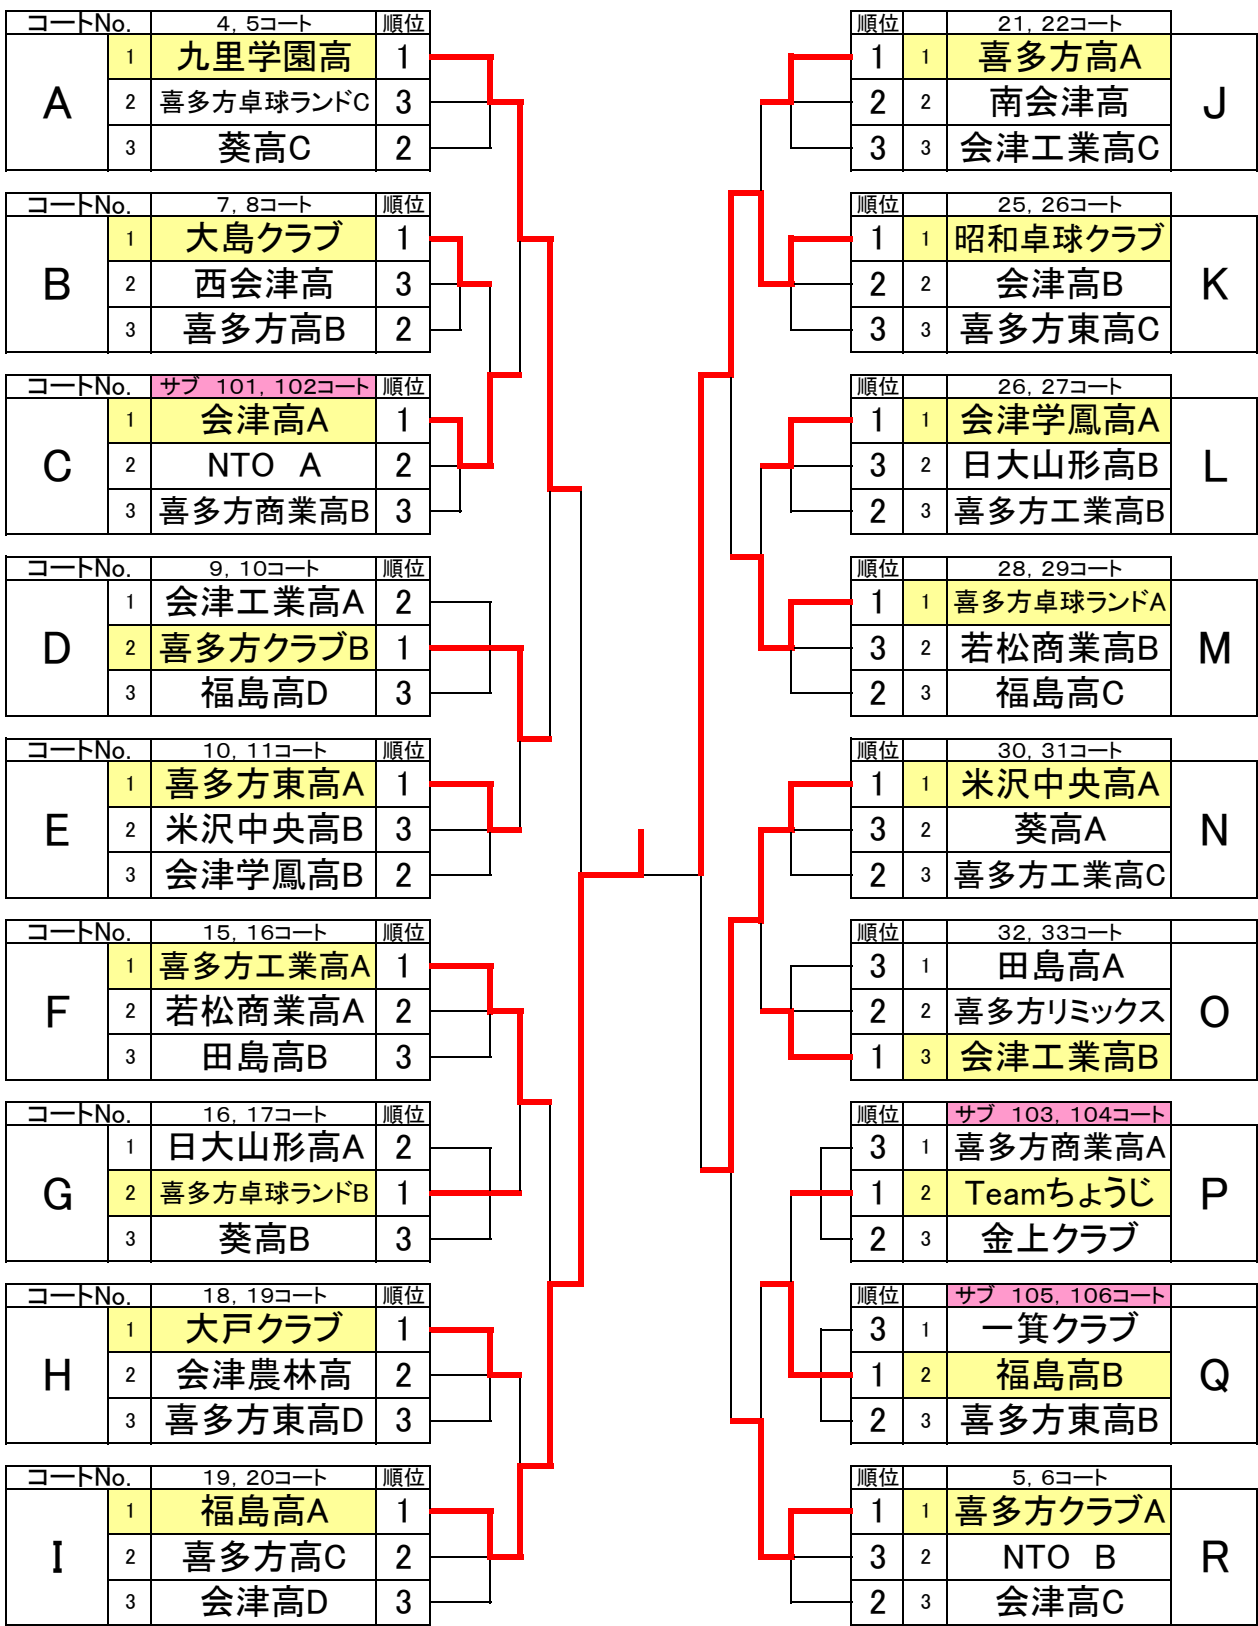 コートNo. 4, 5コート 順位
A
1 九里学園高 1
2 喜多方卓球ランドC 3
3 葵高C 2
コートNo. 7, 8コート 順位
B
1 大島クラブ 1
2 西会津高 3
3 喜多方高B 2
コートNo. サブ 101, 102コート 順位
C
1 会津高A 1
2 NTO A 2
3 喜多方商業高B 3
コートNo. 9, 10コート 順位
D
1 会津工業高A 2
2 喜多方クラブB 1
3 福島高D 3
コートNo. 10, 11コート 順位
E
1 喜多方東高A 1
2 米沢中央高B 3
3 会津学鳳高B 2
コートNo. 15, 16コート 順位
F
1 喜多方工業高A 1
2 若松商業高A 2
3 田島高B 3
コートNo. 16, 17コート 順位
G
1 日大山形高A 2
2 喜多方卓球ランドB 1
3 葵高B 3
コートNo. 18, 19コート 順位
H
1 大戸クラブ 1
2 会津農林高 2
3 喜多方東高D 3
コートNo. 19, 20コート 順位
I
1 福島高A 1
2 喜多方高C 2
3 会津高D 3
順位 21, 22コート
1 1 喜多方高A
2 2 南会津高
3 3 会津工業高C
J
順位 25, 26コート
1 1 昭和卓球クラブ
2 2 会津高B
3 3 喜多方東高C
K
順位 26, 27コート
1 1 会津学鳳高A
3 2 日大山形高B
2 3 喜多方工業高B
L
順位 28, 29コート
1 1 喜多方卓球ランドA
3 2 若松商業高B
2 3 福島高C
M
順位 30, 31コート
1 1 米沢中央高A
3 2 葵高A
2 3 喜多方工業高C
N
順位 32, 33コート
3 1 田島高A
2 2 喜多方リミックス
1 3 会津工業高B
O
順位 サブ 103, 104コート
3 1 喜多方商業高A
1 2 Teamちょうじ
2 3 金上クラブ
P
順位 サブ 105, 106コート
3 1 一箕クラブ
1 2 福島高B
2 3 喜多方東高B
Q
順位 5, 6コート
1 1 喜多方クラブA
3 2 NTO B
2 3 会津高C
R